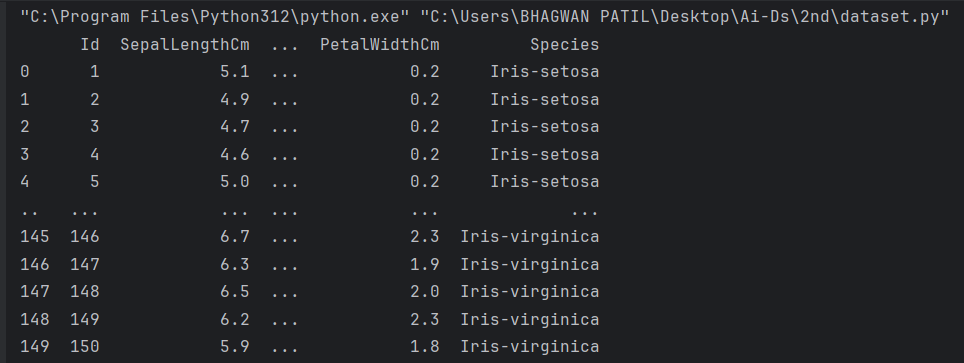 "C:\Program Files\Python312\python.exe" "C:\Users\BHAGWAN PATIL\Desktop\Ai-Ds\2nd\dataset.py"
      Id  SepalLengthCm  ...  PetalWidthCm         Species
0      1            5.1  ...           0.2     Iris-setosa
1      2            4.9  ...           0.2     Iris-setosa
2      3            4.7  ...           0.2     Iris-setosa
3      4            4.6  ...           0.2     Iris-setosa
4      5            5.0  ...           0.2     Iris-setosa
..   ...            ...  ...           ...             ...
145  146            6.7  ...           2.3  Iris-virginica
146  147            6.3  ...           1.9  Iris-virginica
147  148            6.5  ...           2.0  Iris-virginica
148  149            6.2  ...           2.3  Iris-virginica
149  150            5.9  ...           1.8  Iris-virginica